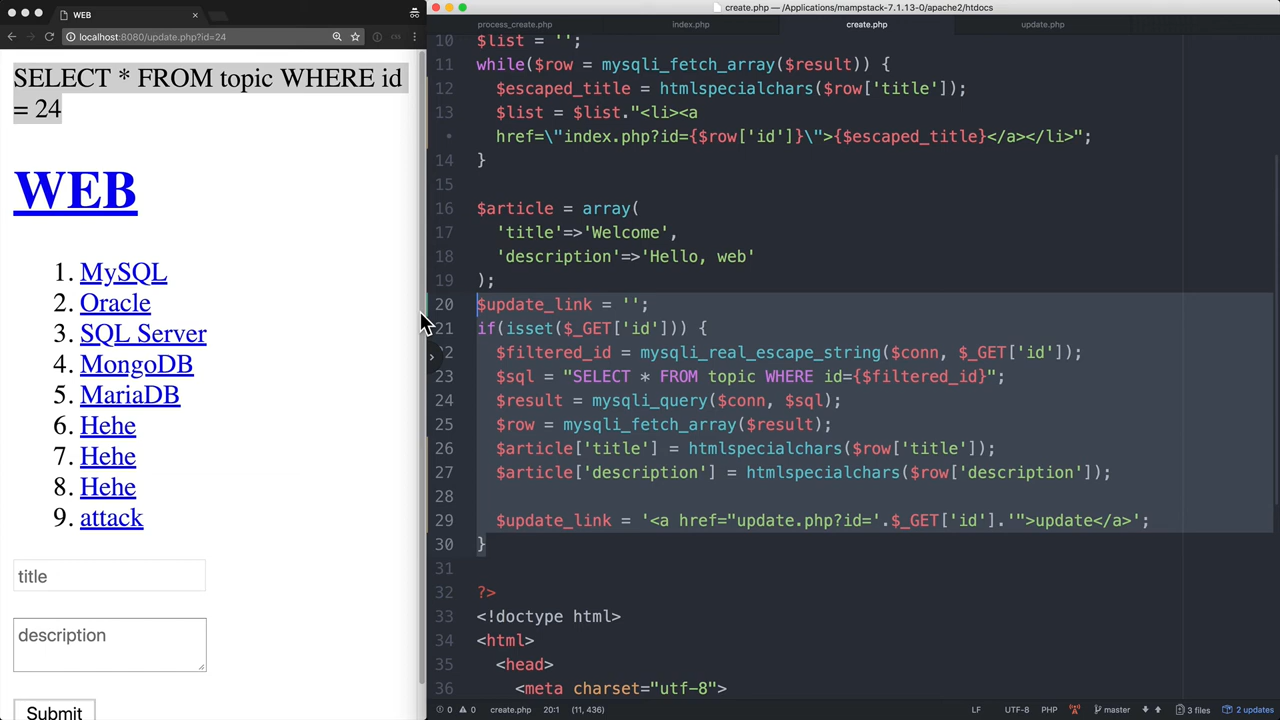 WEB
localhost:8080/update.php?id=24
SELECT * FROM topic WHERE id
= 24
WEB
1. MySQL
2. Oracle
3. SQL Server
4. MongoDB
5. MariaDB
6. Hehe
7. Hehe
8. Hehe
9. attack
title
description
Submit
create.php — /Applications/mampstack-7.1.13-0/apache2/htdocs
process_create.php
index.php
create.php
update.php
10 $list = '';
11 while($row = mysqli_fetch_array($result)) {
12 $escaped_title = htmlspecialchars($row['title']);
13 $list = $list."<li><a
• href=\"index.php?id={$row['id']}\">{$escaped_title}</a></li>";
14 }
15
16 $article = array(
17 'title'=>'Welcome',
18 'description'=>'Hello, web'
19 );
20 $update_link = '';
21 if(isset($_GET['id'])) {
22 $filtered_id = mysqli_real_escape_string($conn, $_GET['id']);
23 $sql = "SELECT * FROM topic WHERE id={$filtered_id}";
24 $result = mysqli_query($conn, $sql);
25 $row = mysqli_fetch_array($result);
26 $article['title'] = htmlspecialchars($row['title']);
27 $article['description'] = htmlspecialchars($row['description']);
28
29 $update_link = '<a href="update.php?id='.$_GET['id'].'">update</a>';
30 }
32 ?>
33 <!doctype html>
34 <html>
35 <head>
36 <meta charset="utf-8">
0 0 create.php 20:1 (11, 436) LF UTF-8 PHP master 3 files 2 updates